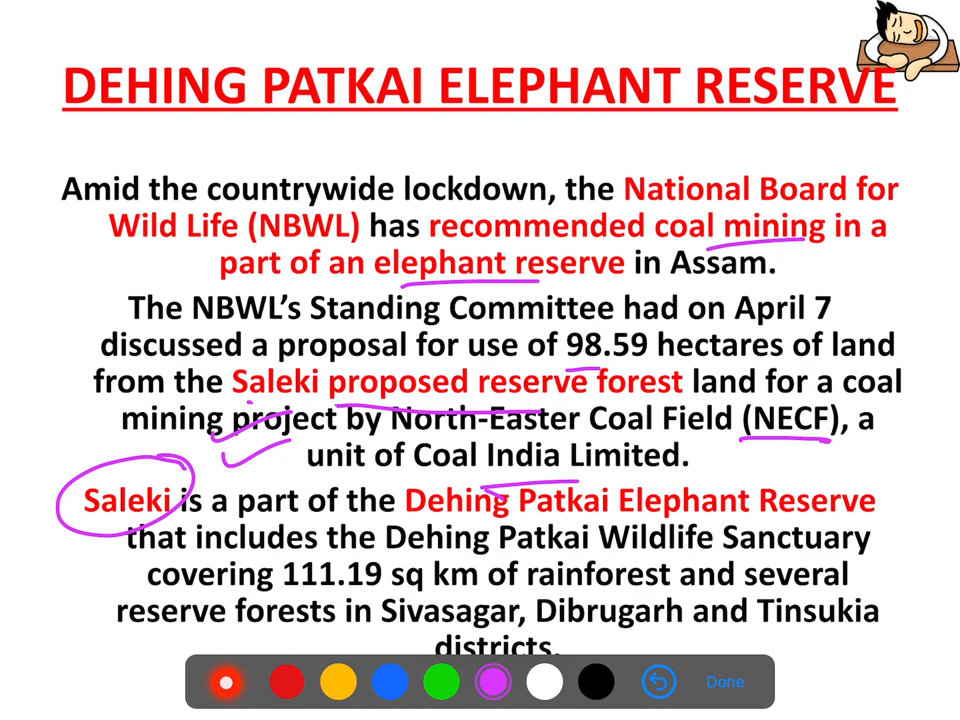 DEHING PATKAI ELEPHANT RESERVE
Amid the countrywide lockdown, the National Board for
Wild Life (NBWL) has recommended coal mining in a
part of an elephant reserve in Assam.
The NBWL's Standing Committee had on April 7
discussed a proposal for use of 98.59 hectares of land
from the Saleki proposed reserve forest land for a coal
mining project by North-Easter Coal Field (NECF), a
unit of Coal India Limited.
Saleki is a part of the Dehing Patkai Elephant Reserve
that includes the Dehing Patkai Wildlife Sanctuary
covering 111.19 sq km of rainforest and several
reserve forests in Sivasagar, Dibrugarh and Tinsukia
districts.
Done